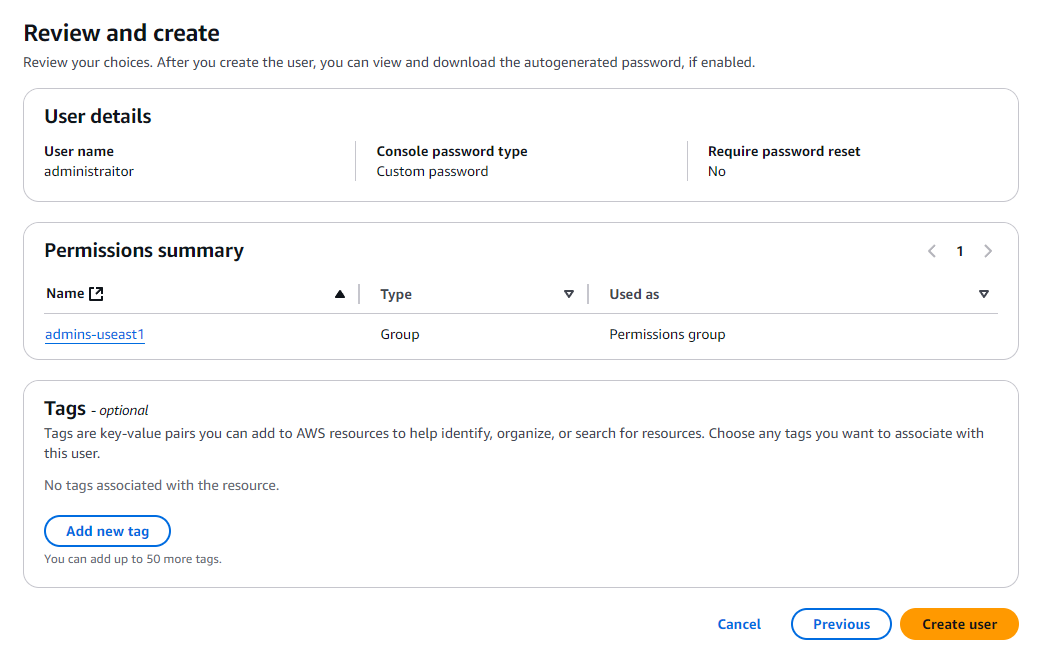 Review and create
Review your choices. After you create the user, you can view and download the autogenerated password, if enabled.
User details
User name
administraitor
Console password type
Custom password
Require password reset
No
Permissions summary
1
Name
Type
Used as
admins-useast1
Group
Permissions group
Tags - optional
Tags are key-value pairs you can add to AWS resources to help identify, organize, or search for resources. Choose any tags you want to associate with
this user.
No tags associated with the resource.
Add new tag
You can add up to 50 more tags.
Cancel
Previous
Create user